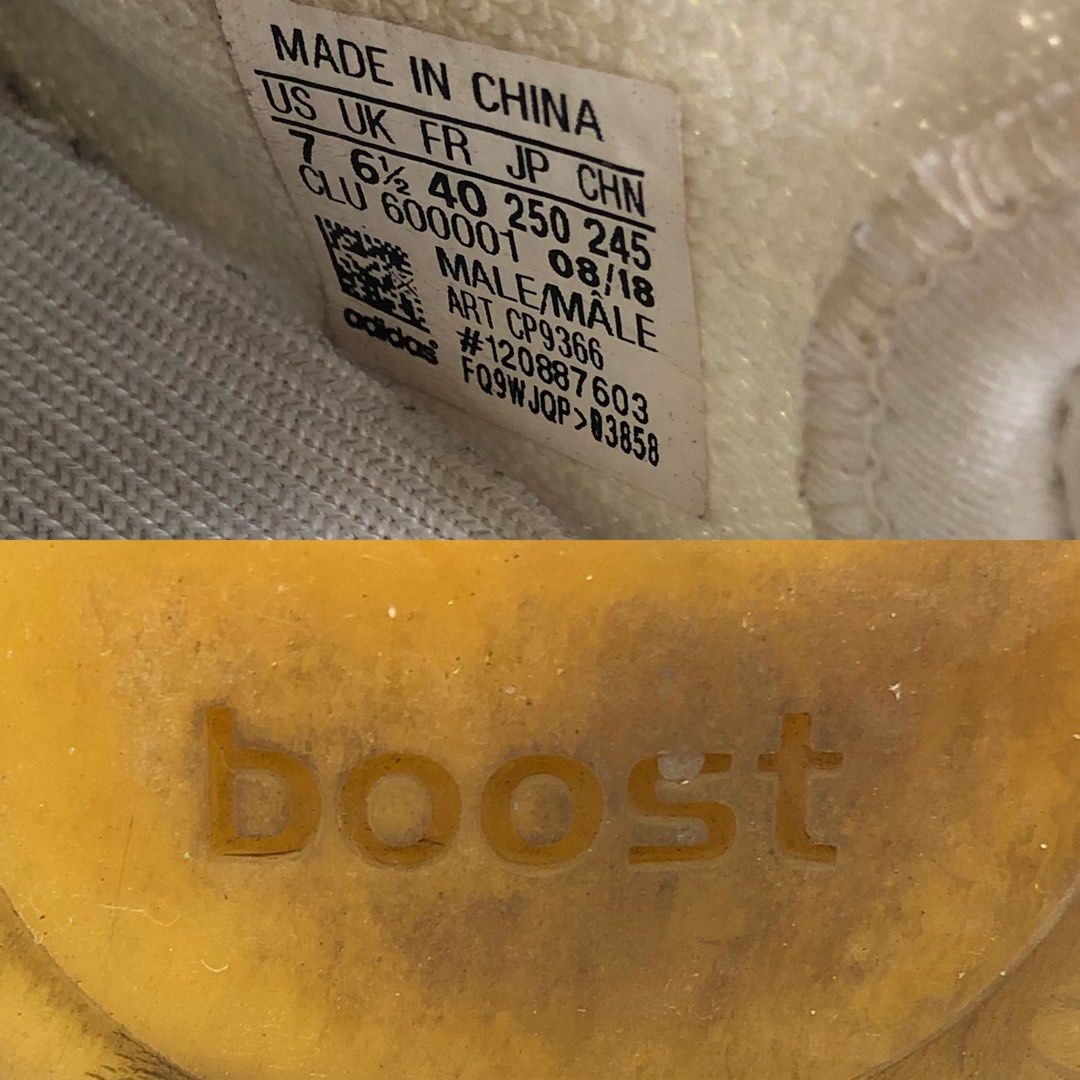 MADE IN CHINA
US UK FR JP CHN
7 6½ 40 250 245
CLU 600001 08/18
MALE/MÂLE
ART CP9366
#120887603
FQ9WJQP>03858
adidas
boost